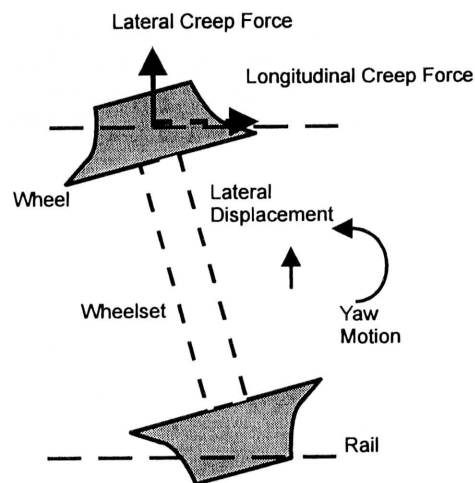 Lateral Creep Force
Longitudinal Creep Force
Wheel
Lateral
Displacement
Wheelset
Yaw
Motion
Rail